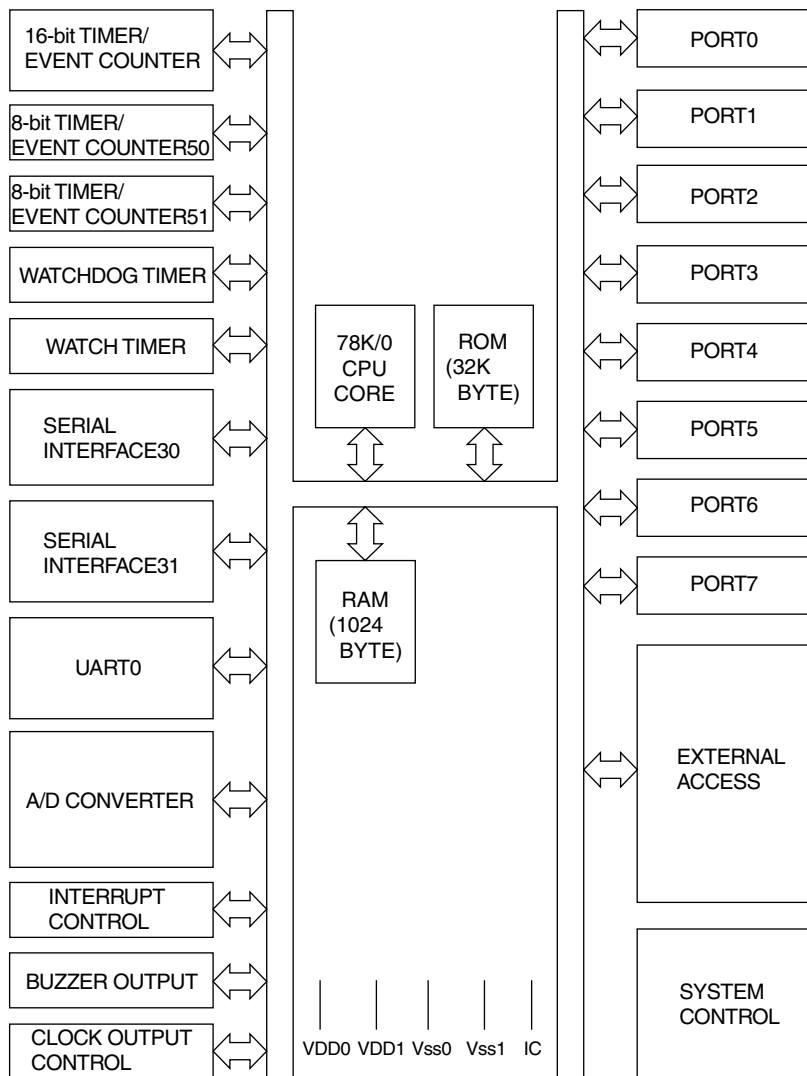 16-bit TIMER/
EVENT COUNTER
8-bit TIMER/
EVENT COUNTER50
8-bit TIMER/
EVENT COUNTER51
WATCHDOG TIMER
WATCH TIMER
SERIAL
INTERFACE30
SERIAL
INTERFACE31
UART0
A/D CONVERTER
INTERRUPT
CONTROL
BUZZER OUTPUT
CLOCK OUTPUT
CONTROL
78K/0
CPU
CORE
ROM
(32K
BYTE)
RAM
(1024
BYTE)
VDD0 VDD1 Vss0 Vss1 IC
PORT0
PORT1
PORT2
PORT3
PORT4
PORT5
PORT6
PORT7
EXTERNAL
ACCESS
SYSTEM
CONTROL